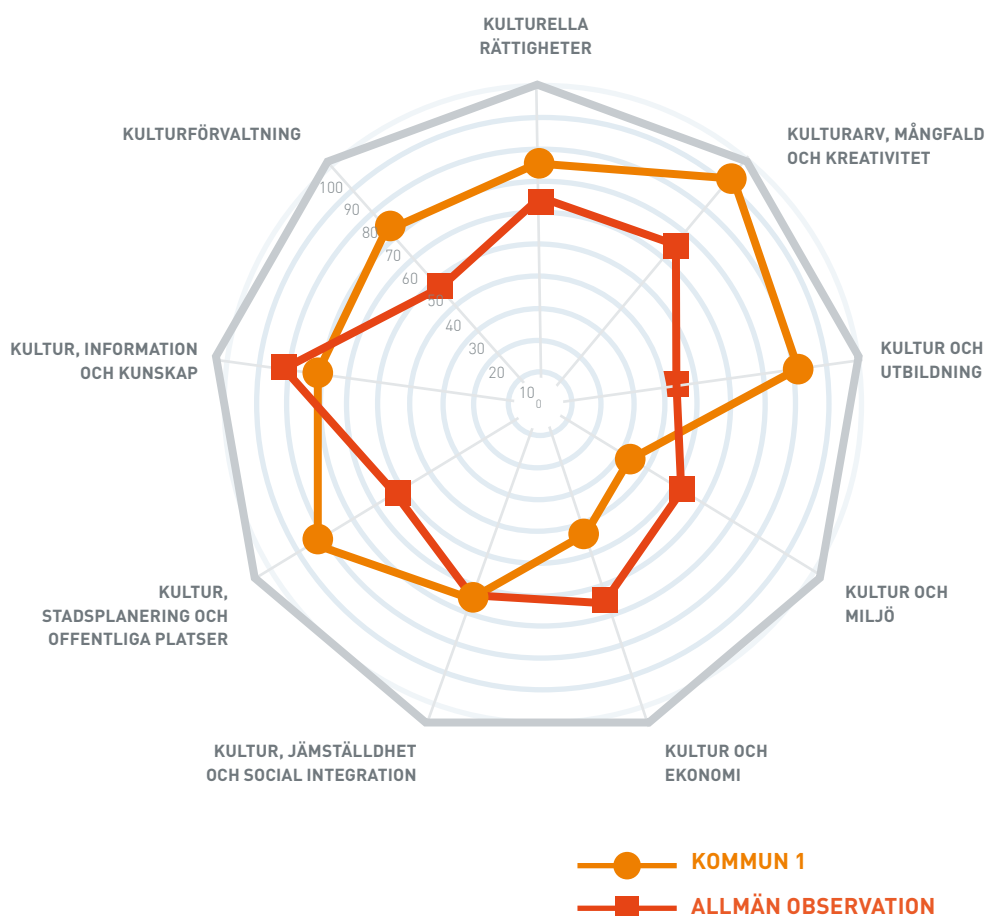 KULTURELLA
RÄTTIGHETER
KULTURFÖRVALTNING
KULTURARV, MÅNGFALD
OCH KREATIVITET
100
90
80
70
60
50
40
30
20
10
0
KULTUR, INFORMATION
OCH KUNSKAP
KULTUR OCH
UTBILDNING
KULTUR,
STADSPLANERING OCH
OFFENTLIGA PLATSER
KULTUR OCH
MILJÖ
KULTUR, JÄMSTÄLLDHET
OCH SOCIAL INTEGRATION
KULTUR OCH
EKONOMI
KOMMUN 1
ALLMÄN OBSERVATION